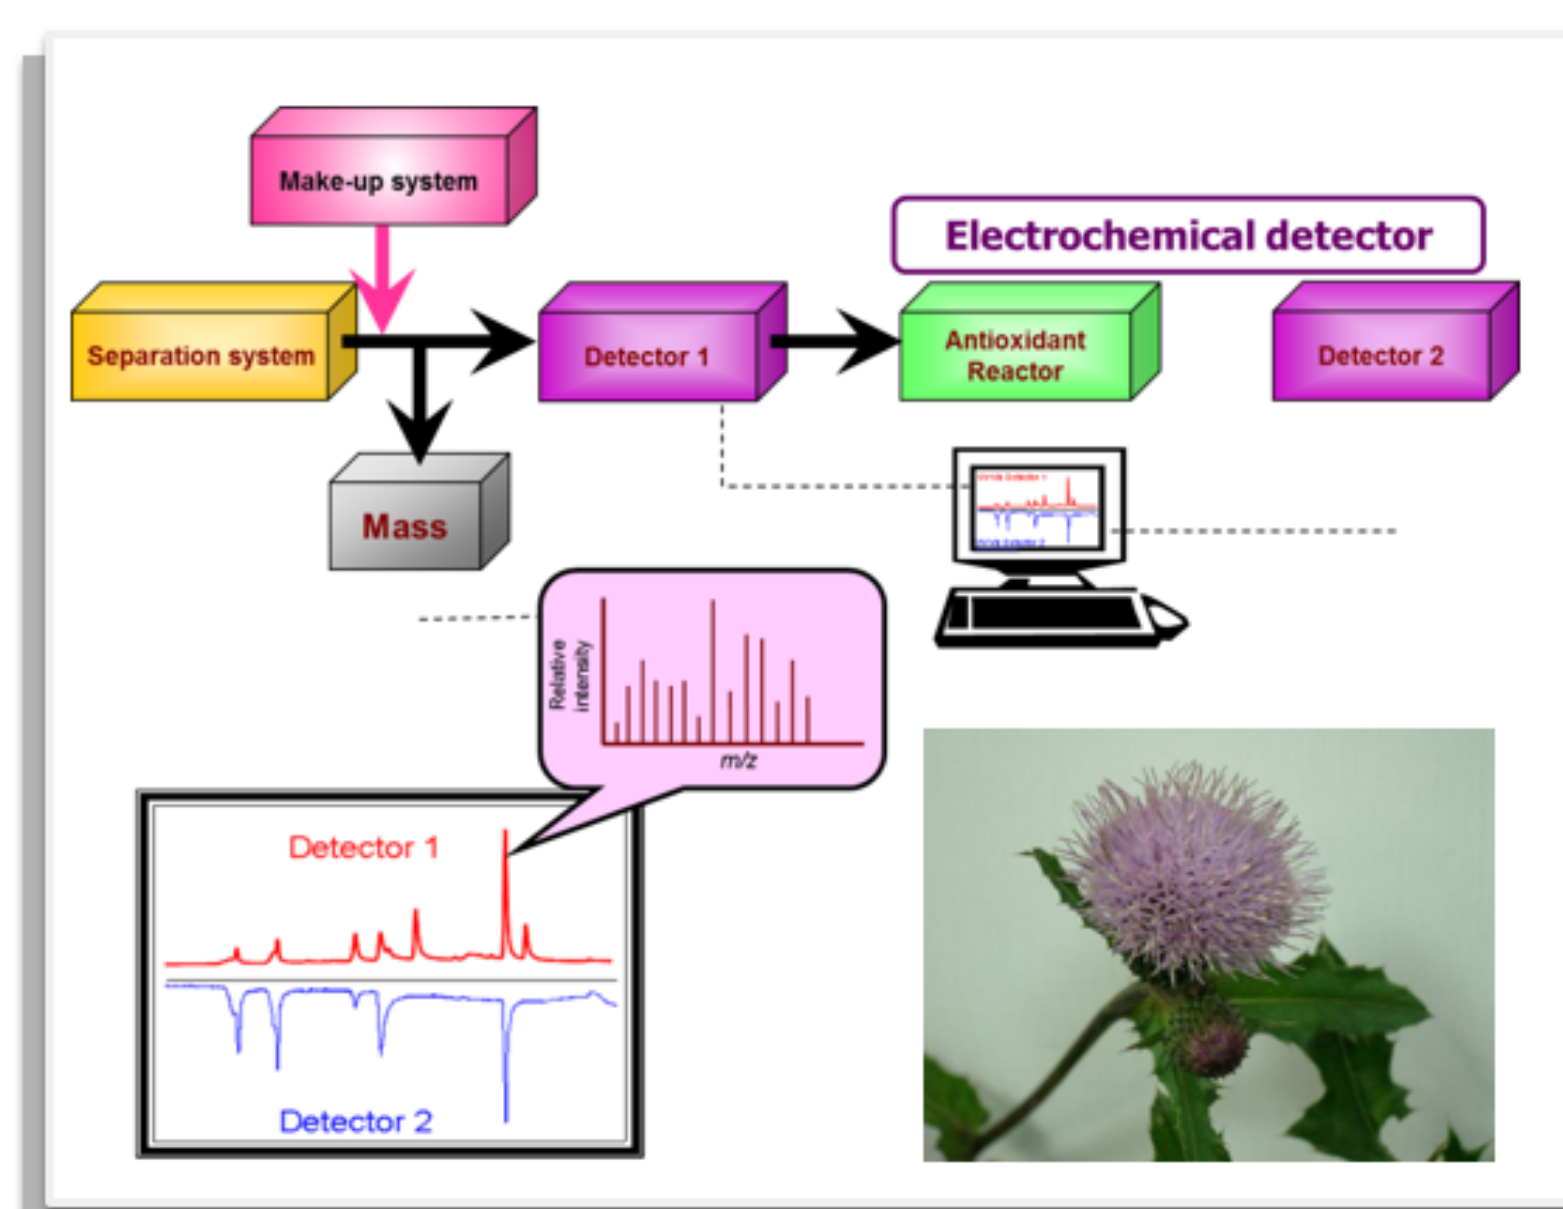 Make-up system
Electrochemical detector
Separation system
Detector 1
Antioxidant
Reactor
Detector 2
Mass
Relative
intensity
m/z
Detector 1
Detector 2